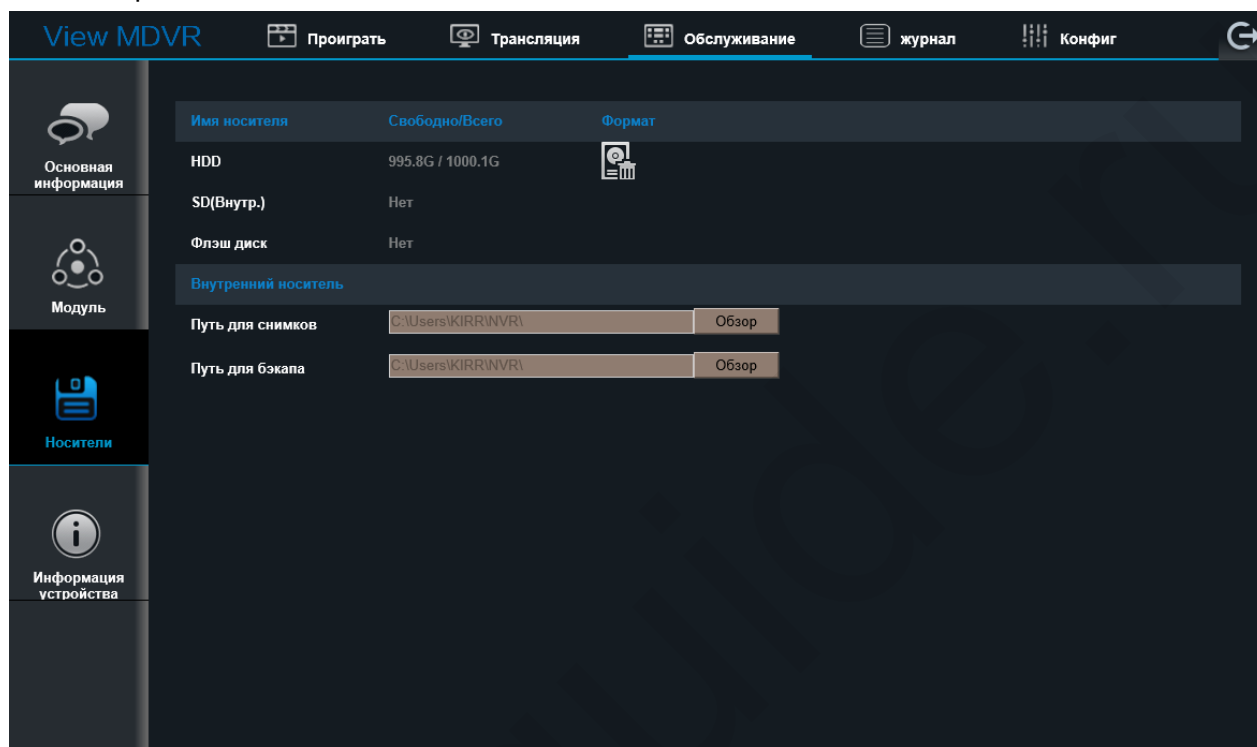 View MDVR Проиграть Трансляция Обслуживание журнал Конфиг
Имя носителя Свободно/Всего Формат
HDD 995.8G / 1000.1G
SD(Внутр.) Нет
Флэш диск Нет
Внутренний носитель
Путь для снимков C:\Users\KIRR\NVR\ Обзор
Путь для бэкапа C:\Users\KIRR\NVR\ Обзор
Основная
информация
Модуль
Носители
Информация
устройства